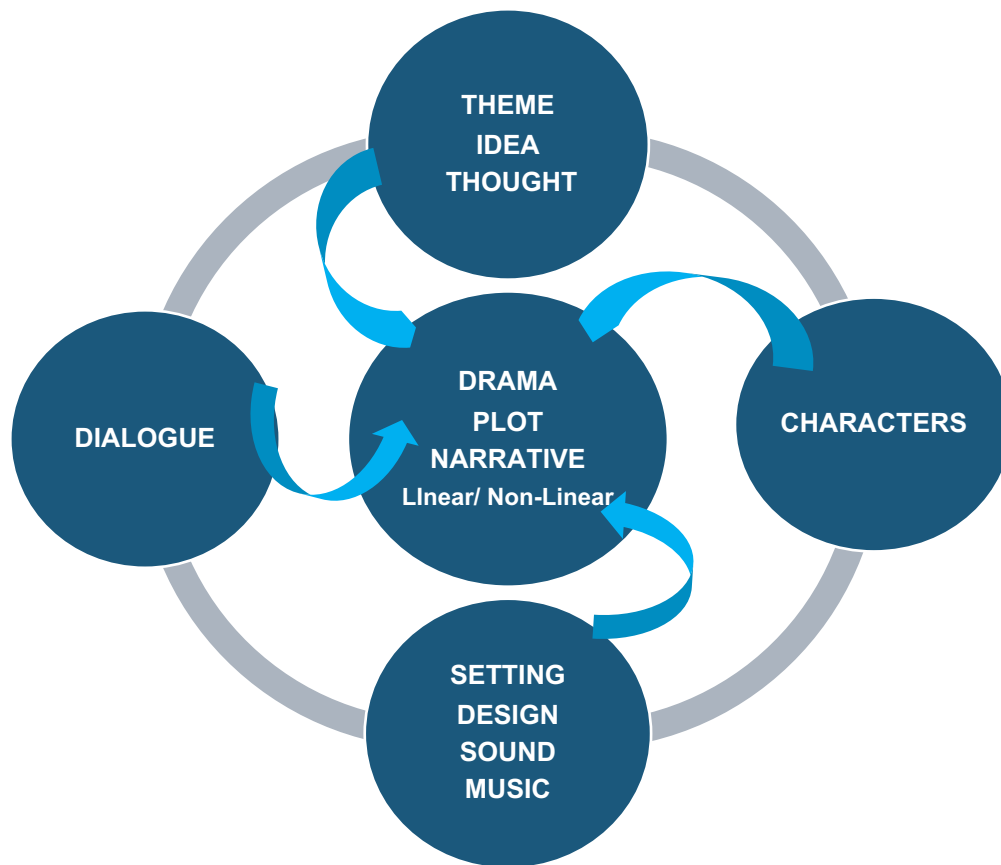 THEME
IDEA
THOUGHT
DIALOGUE
DRAMA
PLOT
NARRATIVE
LInear/ Non-Linear
CHARACTERS
SETTING
DESIGN
SOUND
MUSIC